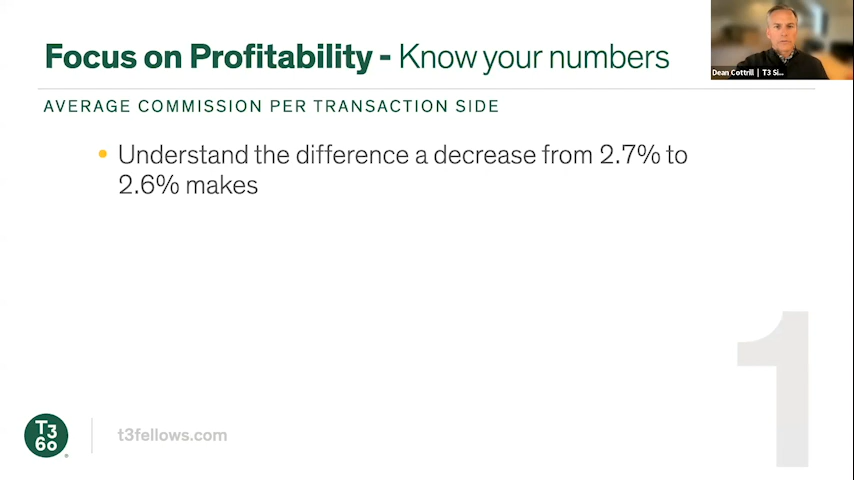 Focus on Profitability - Know your numbers
Dean Cottrill | T3 Si...
AVERAGE COMMISSION PER TRANSACTION SIDE
• Understand the difference a decrease from 2.7% to
2.6% makes
1
T3
60
t3fellows.com